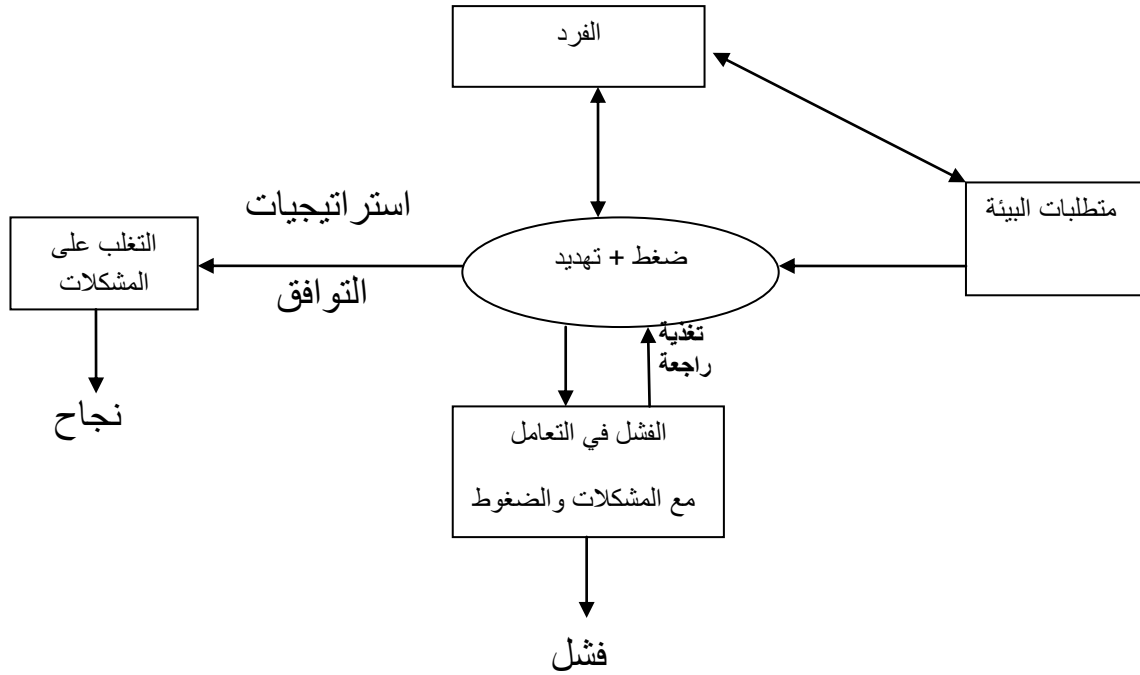 الفرد
متطلبات البيئة
استراتيجيات
التوافق
ضغط + تهديد
التغلب على
المشكلات
نجاح
تغذية
راجعة
الفشل في التعامل
مع المشكلات والضغوط
فشل